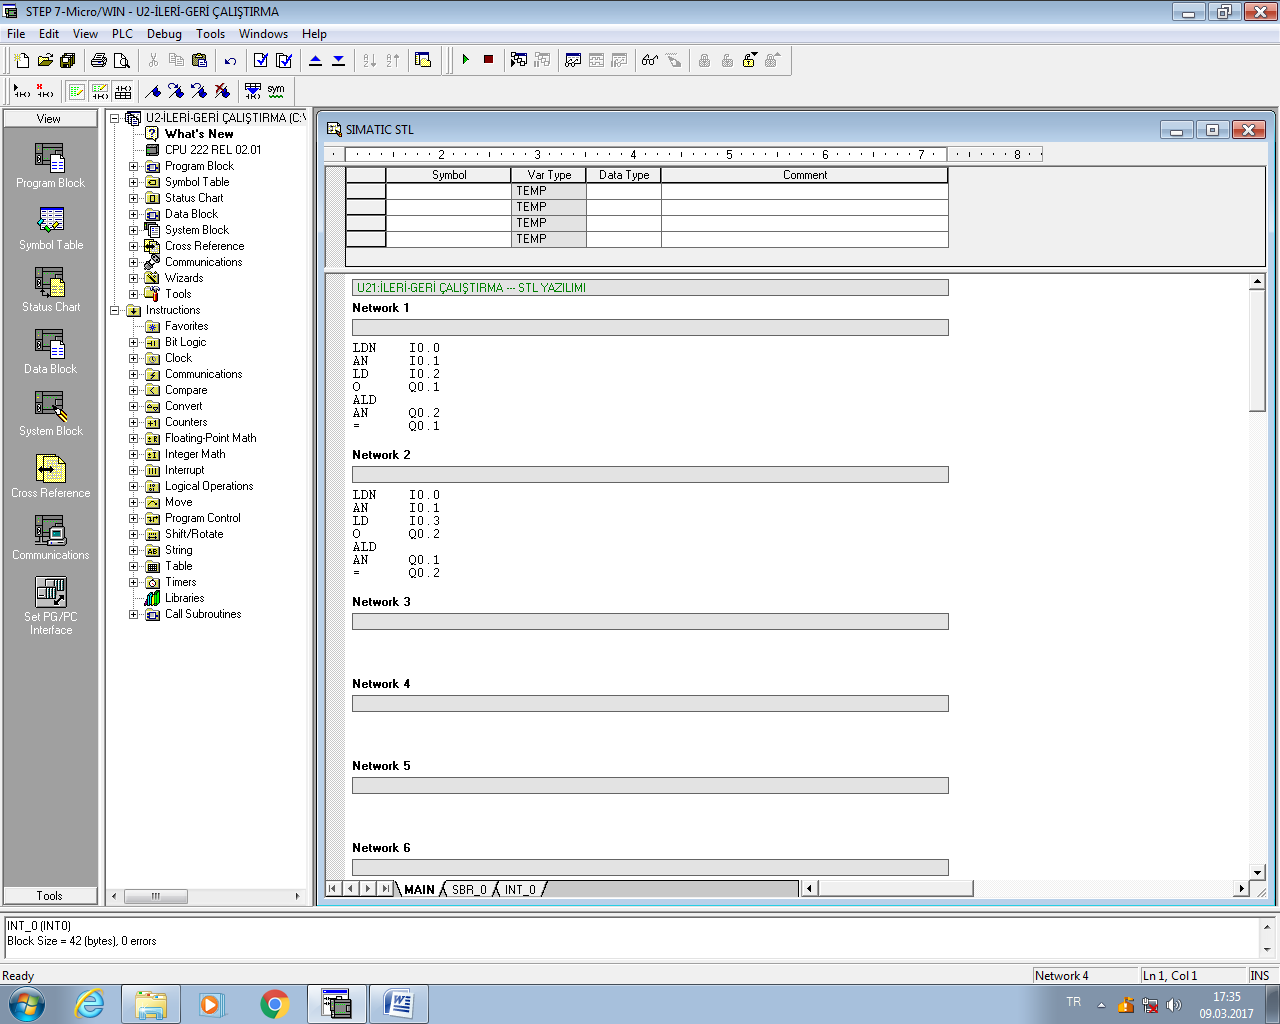 STEP 7-Micro/WIN - U2-İLERİ-GERİ ÇALIŞTIRMA
File Edit View PLC Debug Tools Windows Help
sym
View
Program Block
Symbol Table
Status Chart
Data Block
System Block
Cross Reference
Communications
Set PG/PC
Interface
Tools
U2-İLERİ-GERİ ÇALIŞTIRMA (C:\
What's New
CPU 222 REL 02.01
Program Block
Symbol Table
Status Chart
Data Block
System Block
Cross Reference
Communications
Wizards
Tools
Instructions
Favorites
Bit Logic
Clock
Communications
Compare
Convert
Counters
Floating-Point Math
Integer Math
Interrupt
Logical Operations
Move
Program Control
Shift/Rotate
String
Table
Timers
Libraries
Call Subroutines
SIMATIC STL
2 3 4 5 6 7 8
Symbol Var Type Data Type Comment
TEMP
TEMP
TEMP
TEMP
U21:İLERİ-GERİ ÇALIŞTIRMA --- STL YAZILIMI
Network 1
LDN I0.0
AN I0.1
LD I0.2
O Q0.1
ALD
AN Q0.2
= Q0.1
Network 2
LDN I0.0
AN I0.1
LD I0.3
O Q0.2
ALD
AN Q0.1
= Q0.2
Network 3
Network 4
Network 5
Network 6
MAIN SBR_0 INT_0
INT_0 (INT0)
Block Size = 42 (bytes), 0 errors
Ready Network 4 Ln 1, Col 1 INS
TR 17:35
09.03.2017